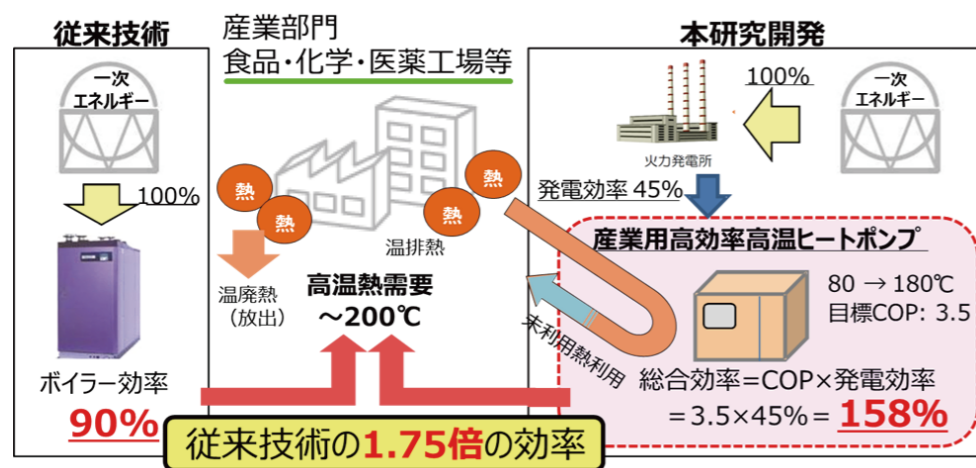 従来技術
一次
エネルギー
100%
ボイラー効率
90%
産業部門
食品・化学・医薬工場等
熱
熱
熱
熱
温廃熱
（放出）
温排熱
高温熱需要
～200℃
従来技術の1.75倍の効率
本研究開発
100%
一次
エネルギー
火力発電所
発電効率 45%
産業用高効率高温ヒートポンプ
80 → 180℃
目標COP: 3.5
未利用熱利用
総合効率=COP×発電効率
= 3.5×45% = 158%